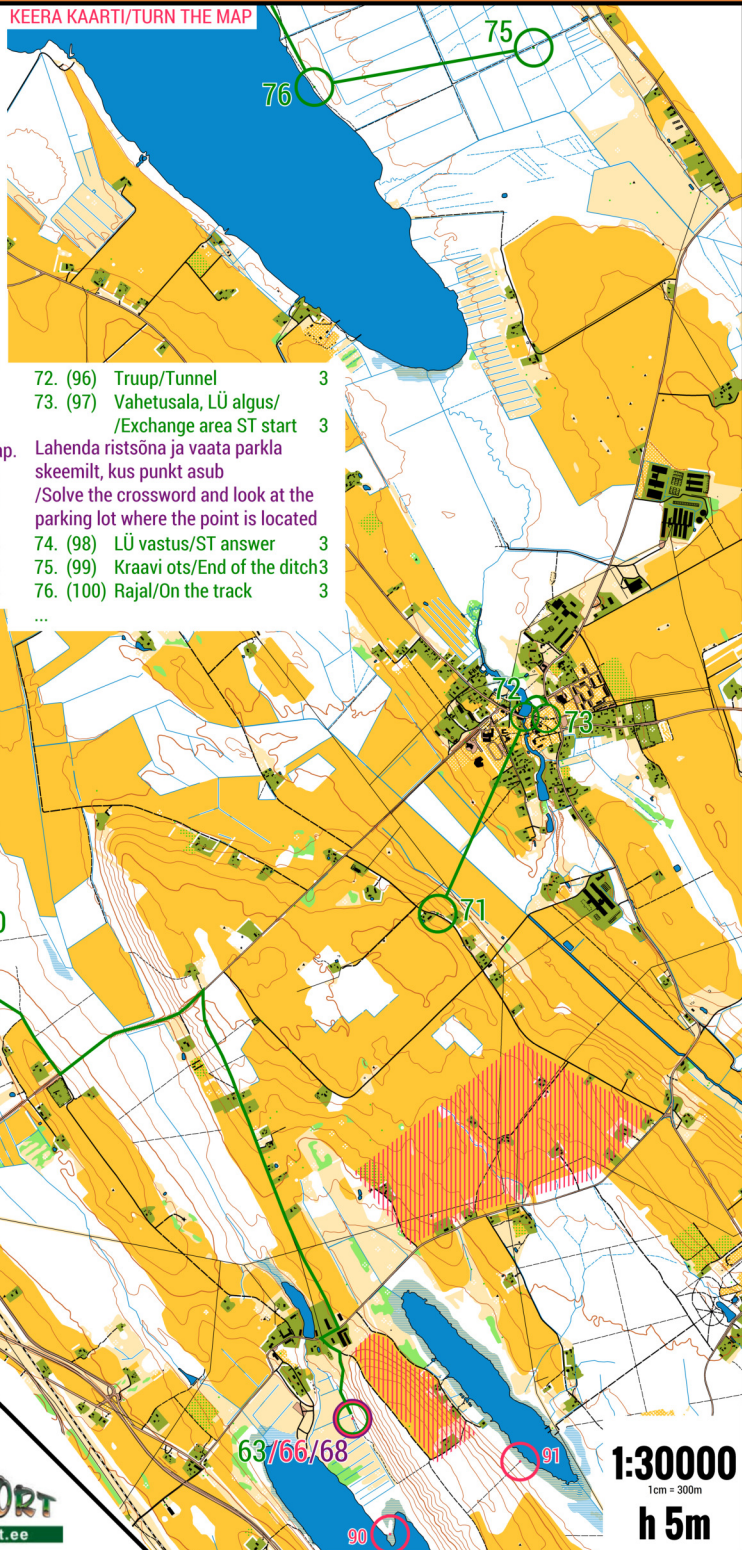 KEERA KAARTI/TURN THE MAP
75
76
72. (96) Truup/Tunnel 3
73. (97) Vahetusala, LÜ algus/
/Exchange area ST start 3
Lahenda ristsõna ja vaata parkla
skeemilt, kus punkt asub
/Solve the crossword and look at the
parking lot where the point is located
74. (98) LÜ vastus/ST answer 3
75. (99) Kraavi ots/End of the ditch 3
76. (100) Rajal/On the track 3
...
72
73
71
63/66/68
91
90
1:30000
1cm = 300m
h 5m
t.ee